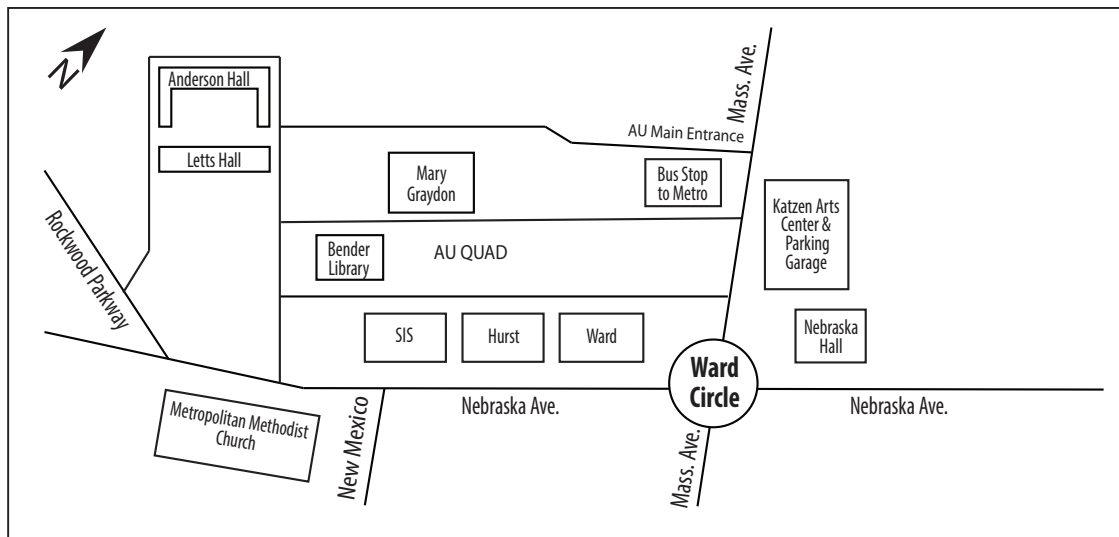 N
Anderson Hall
Letts Hall
Mary
Graydon
AU Main Entrance
Mass. Ave.
Bus Stop
to Metro
Katzen Arts
Center &
Parking
Garage
Rockwood Parkway
Bender
Library
AU QUAD
SIS
Hurst
Ward
Nebraska
Hall
Ward
Circle
Nebraska Ave.
Nebraska Ave.
Metropolitan Methodist
Church
New Mexico
Mass. Ave.